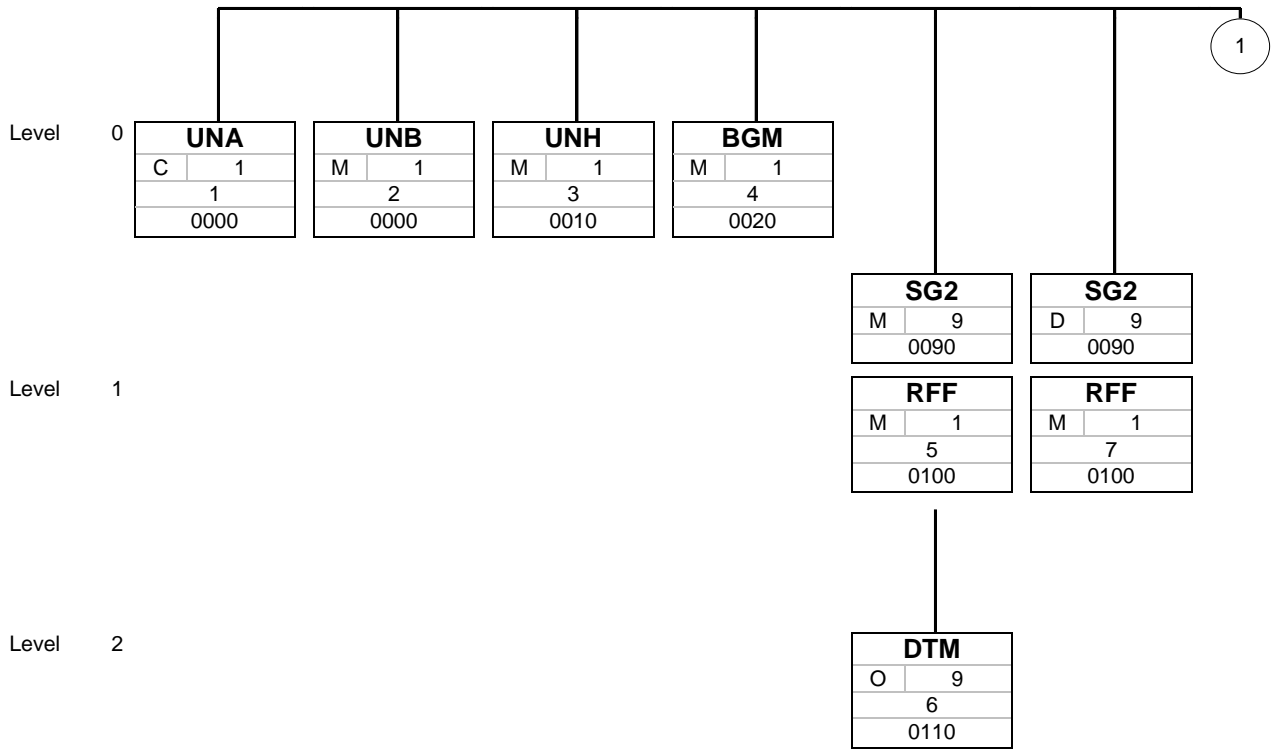 1
Level 0
UNA UNB UNH BGM
C 1 M 1 M 1 M 1
1 2 3 4
0000 0000 0010 0020
SG2 SG2
M 9 D 9
0090 0090
Level 1
RFF RFF
M 1 M 1
5 7
0100 0100
Level 2
DTM
O 9
6
0110